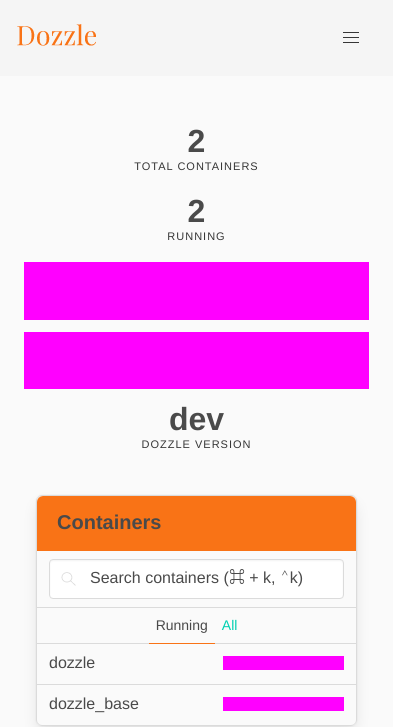 Dozzle
2
TOTAL CONTAINERS
2
RUNNING
dev
DOZZLE VERSION
Containers
Search containers (⌘ + k, ⌃k)
Running All
dozzle
dozzle_base